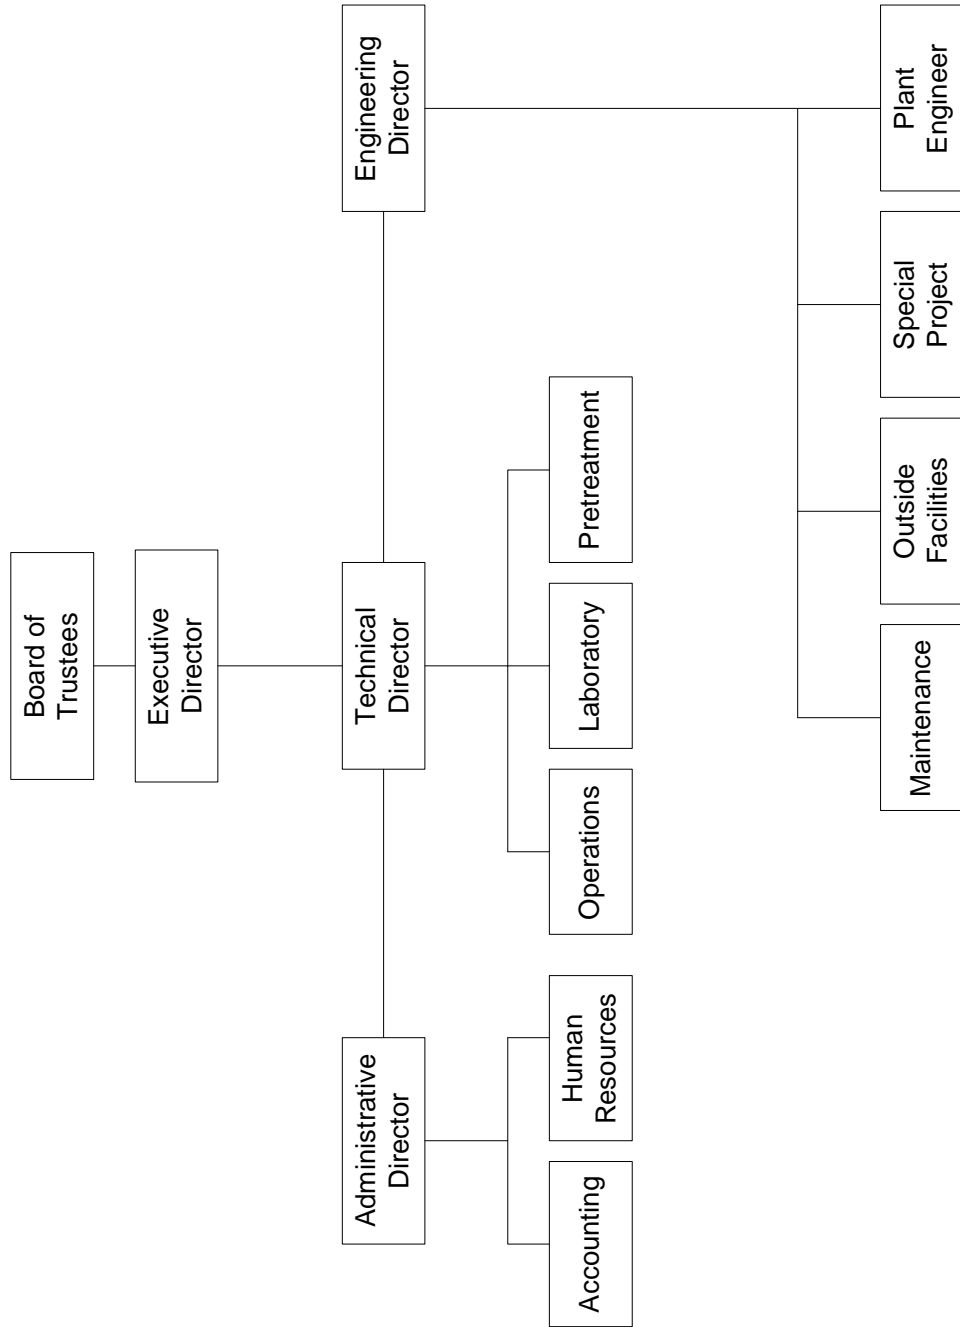 Board of
Trustees
Executive
Director
Administrative
Director
Technical
Director
Engineering
Director
Accounting
Human
Resources
Operations
Laboratory
Pretreatment
Maintenance
Outside
Facilities
Special
Project
Plant
Engineer